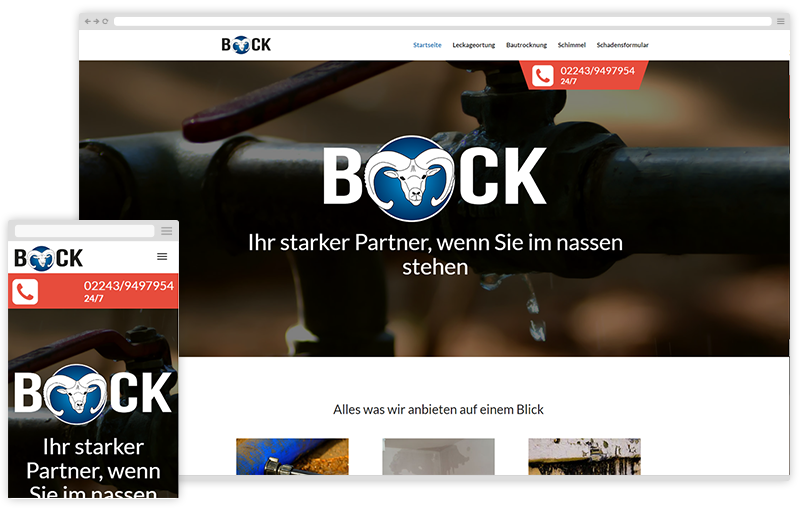 BOCK
Startseite Leckageortung Bautrocknung Schimmel Schadensformular
02243/9497954
24/7
BOCK
Ihr starker Partner, wenn Sie im nassen
stehen
Alles was wir anbieten auf einem Blick
BOCK
02243/9497954
24/7
BOCK
Ihr starker
Partner, wenn
Sie im nassen